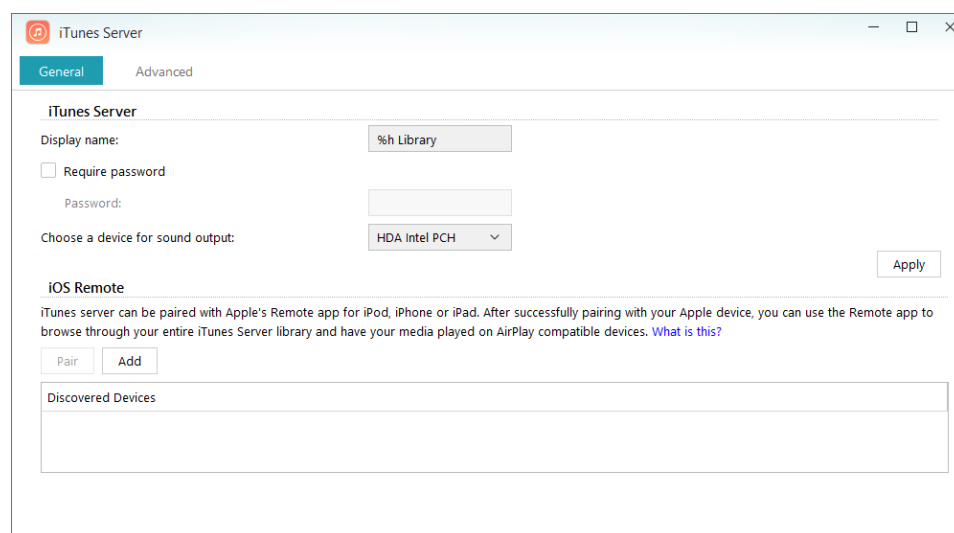 iTunes Server
General Advanced
iTunes Server
Display name: %h Library
Require password
Password:
Choose a device for sound output: HDA Intel PCH
Apply
iOS Remote
iTunes server can be paired with Apple's Remote app for iPod, iPhone or iPad. After successfully pairing with your Apple device, you can use the Remote app to
browse through your entire iTunes Server library and have your media played on AirPlay compatible devices. What is this?
Pair Add
Discovered Devices